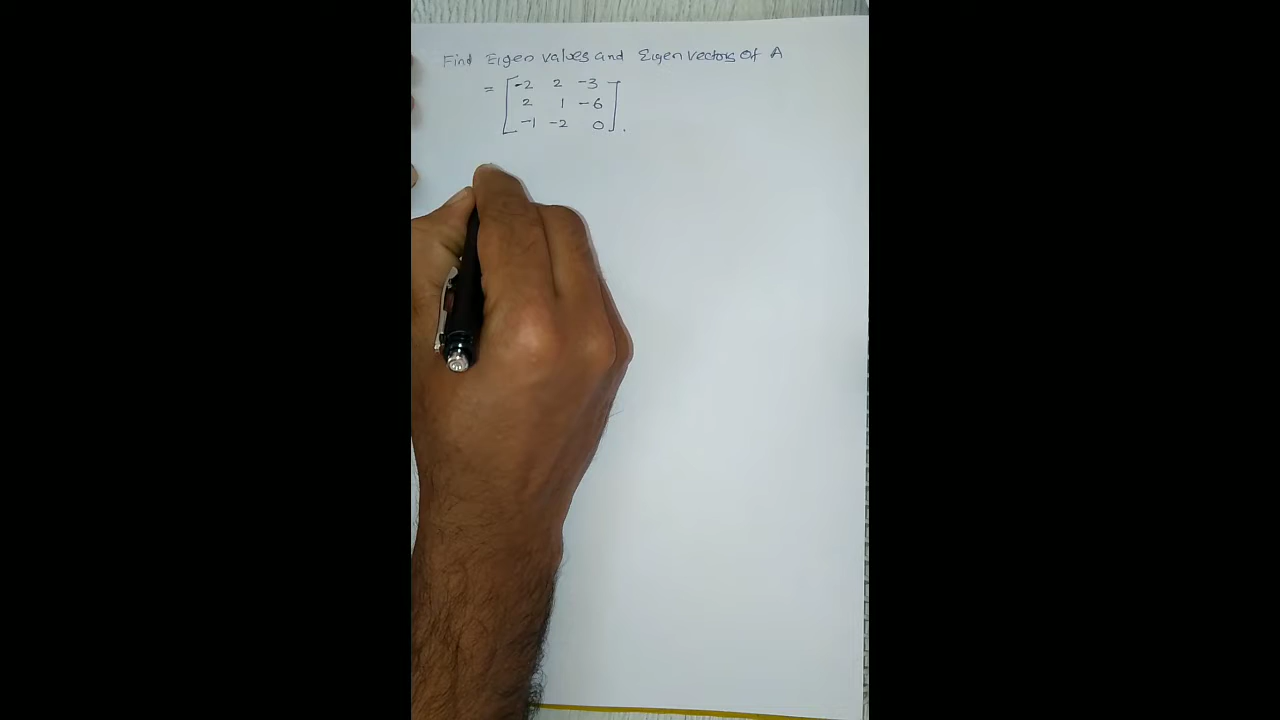 Find Eigen values and Eigen vectors of A
= [-2 2 -3
2 1 -6
-1 -2 0].